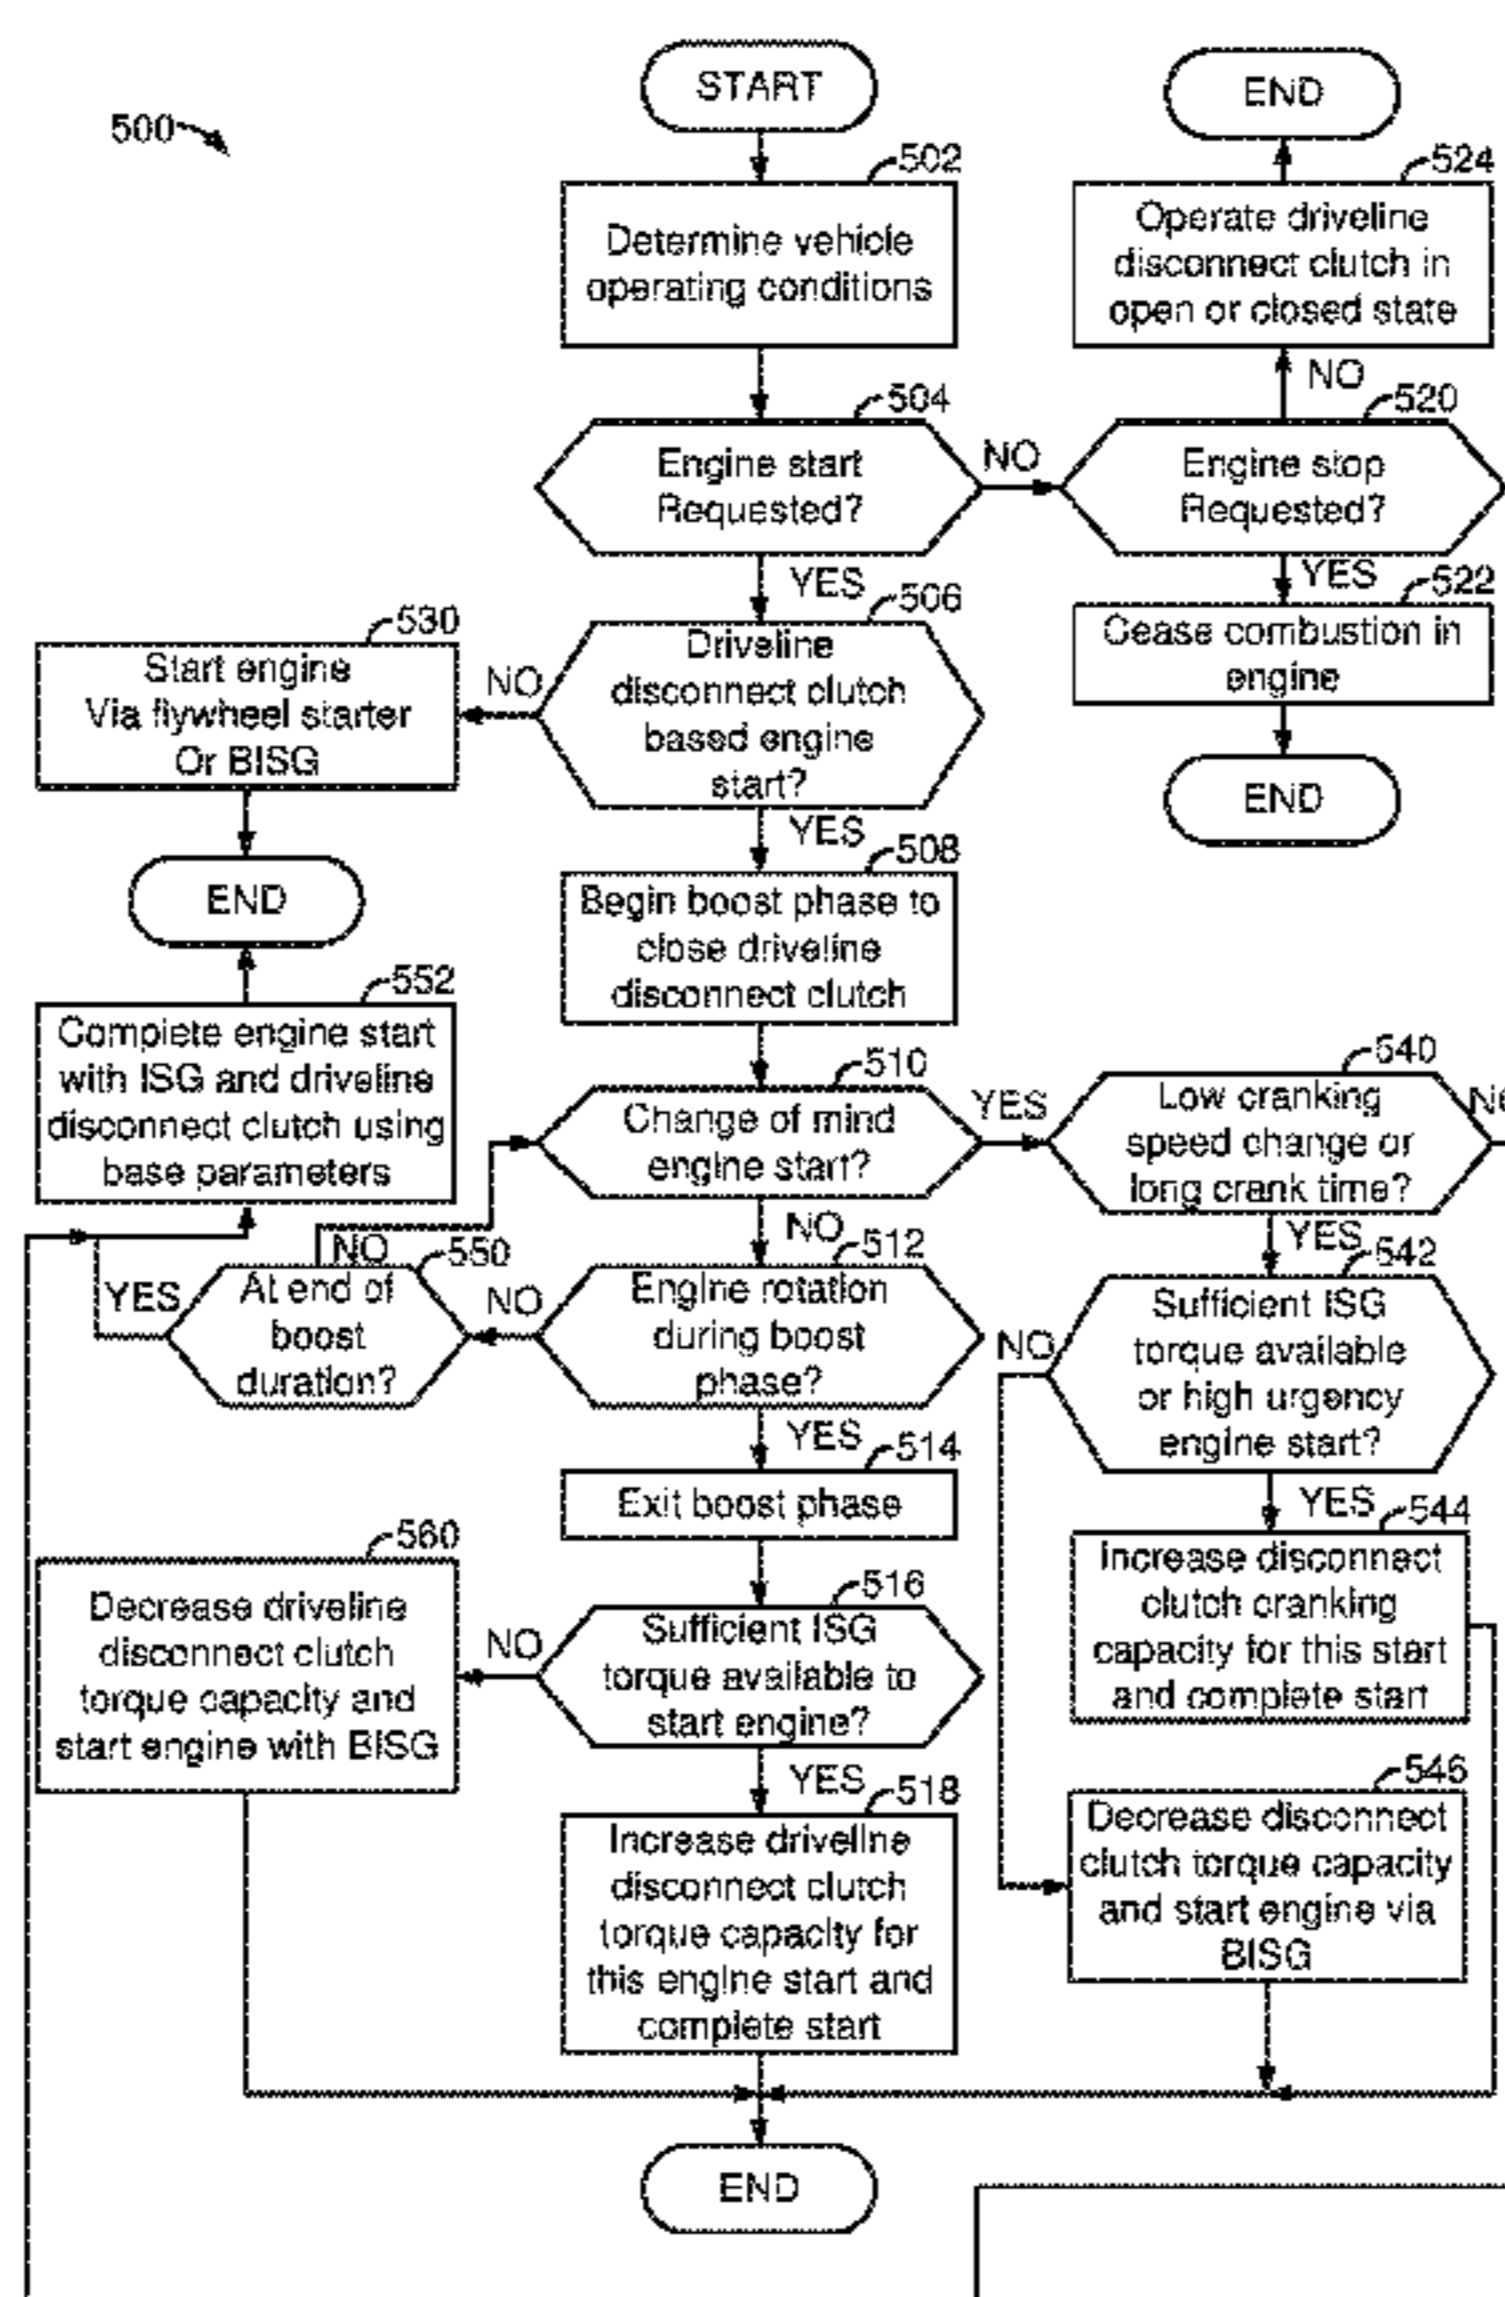 500
START
502
Determine vehicle
operating conditions
504
Engine start
Requested?
NO
YES
END
524
Operate driveline
disconnect clutch in
open or closed state
NO
520
Engine stop
Requested?
YES
522
Cease combustion in
engine
END
506
Driveline
disconnect clutch
based engine
start?
NO
YES
530
Start engine
Via flywheel starter
Or BISG
END
508
Begin boost phase to
close driveline
disconnect clutch
552
Complete engine start
with ISG and driveline
disconnect clutch using
base parameters
510
Change of mind
engine start?
YES
NO
540
Low cranking
speed change or
long crank time?
YES
512
Engine rotation
during boost
phase?
NO
YES
550
At end of
boost
duration?
NO
YES
542
Sufficient ISG
torque available
or high urgency
engine start?
NO
YES
514
Exit boost phase
544
Increase disconnect
clutch cranking
capacity for this start
and complete start
516
Sufficient ISG
torque available to
start engine?
NO
YES
560
Decrease driveline
disconnect clutch
torque capacity and
start engine with BISG
518
Increase driveline
disconnect clutch
torque capacity for
this engine start and
complete start
546
Decrease disconnect
clutch torque capacity
and start engine via
BISG
END